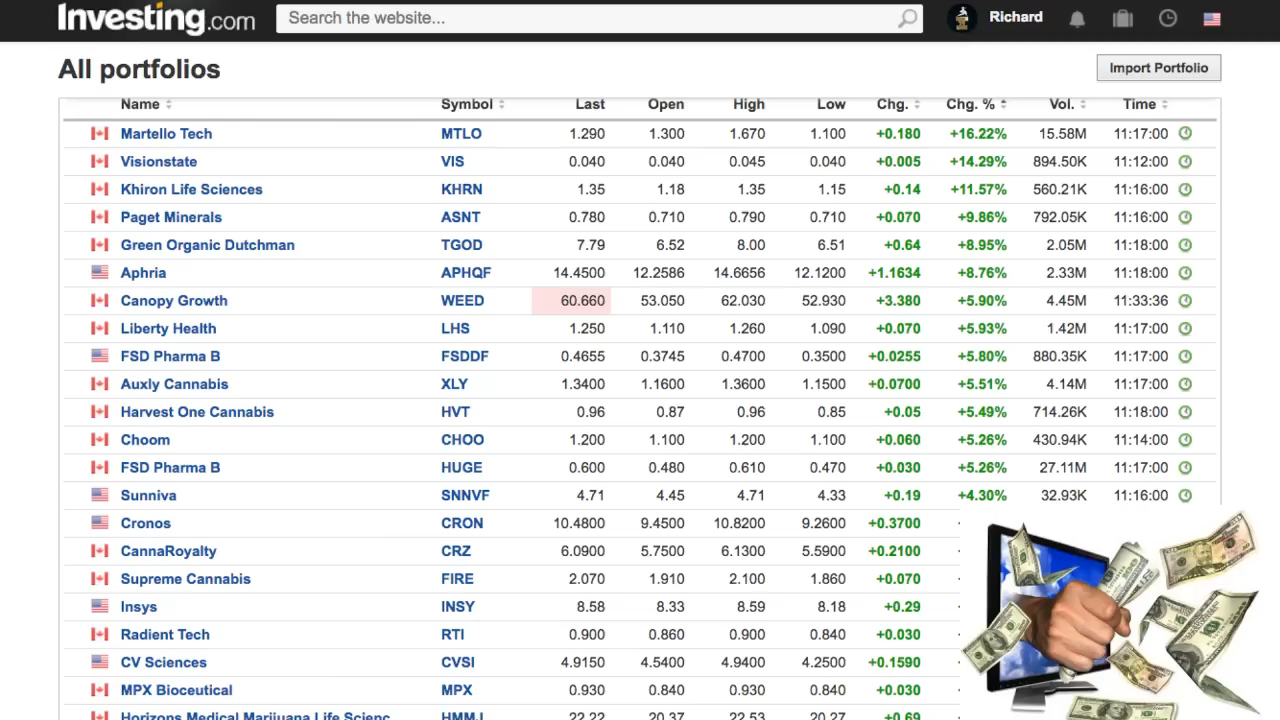 Investing.com Search the website... Richard
All portfolios Import Portfolio
Name Symbol Last Open High Low Chg. Chg. % Vol. Time
Martello Tech MTLO 1.290 1.300 1.670 1.100 +0.180 +16.22% 15.58M 11:17:00
Visionstate VIS 0.040 0.040 0.045 0.040 +0.005 +14.29% 894.50K 11:12:00
Khiron Life Sciences KHRN 1.35 1.18 1.35 1.15 +0.14 +11.57% 560.21K 11:16:00
Paget Minerals ASNT 0.780 0.710 0.790 0.710 +0.070 +9.86% 792.05K 11:16:00
Green Organic Dutchman TGOD 7.79 6.52 8.00 6.51 +0.64 +8.95% 2.05M 11:18:00
Aphria APHQF 14.4500 12.2586 14.6656 12.1200 +1.1634 +8.76% 2.33M 11:18:00
Canopy Growth WEED 60.660 53.050 62.030 52.930 +3.380 +5.90% 4.45M 11:33:36
Liberty Health LHS 1.250 1.110 1.260 1.090 +0.070 +5.93% 1.42M 11:17:00
FSD Pharma B FSDDF 0.4655 0.3745 0.4700 0.3500 +0.0255 +5.80% 880.35K 11:17:00
Auxly Cannabis XLY 1.3400 1.1600 1.3600 1.1500 +0.0700 +5.51% 4.14M 11:17:00
Harvest One Cannabis HVT 0.96 0.87 0.96 0.85 +0.05 +5.49% 714.26K 11:18:00
Choom CHOO 1.200 1.100 1.200 1.100 +0.060 +5.26% 430.94K 11:14:00
FSD Pharma B HUGE 0.600 0.480 0.610 0.470 +0.030 +5.26% 27.11M 11:17:00
Sunniva SNNVF 4.71 4.45 4.71 4.33 +0.19 +4.30% 32.93K 11:16:00
Cronos CRON 10.4800 9.4500 10.8200 9.2600 +0.3700
CannaRoyalty CRZ 6.0900 5.7500 6.1300 5.5900 +0.2100
Supreme Cannabis FIRE 2.070 1.910 2.100 1.860 +0.070
Insys INSY 8.58 8.33 8.59 8.18 +0.29
Radient Tech RTI 0.900 0.860 0.900 0.840 +0.030
CV Sciences CVSI 4.9150 4.5400 4.9400 4.2500 +0.1590
MPX Bioceutical MPX 0.930 0.840 0.930 0.840 +0.030
Horizons Medical Marijuana Life Scienc HMMJ 22.22 20.37 22.53 20.27 +0.69